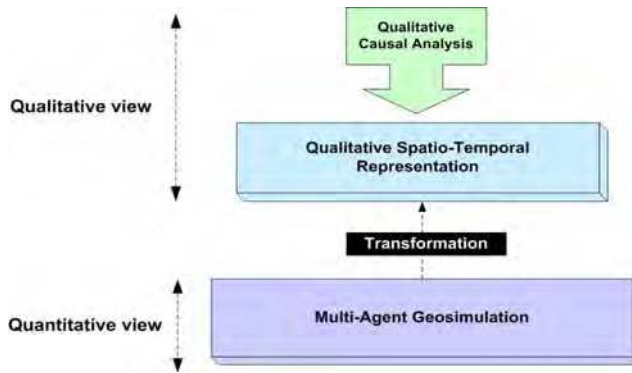 Qualitative
Causal Analysis
Qualitative view
Qualitative Spatio-Temporal
Representation
Transformation
Multi-Agent Geosimulation
Quantitative view